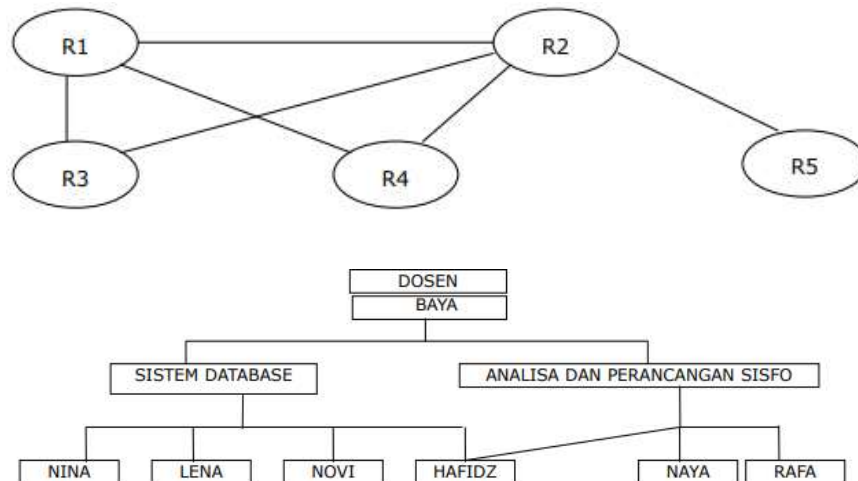 R1 R2
R3 R4 R5
DOSEN
BAYA
SISTEM DATABASE ANALISA DAN PERANCANGAN SISFO
NINA LENA NOVI HAFIDZ NAYA RAFA